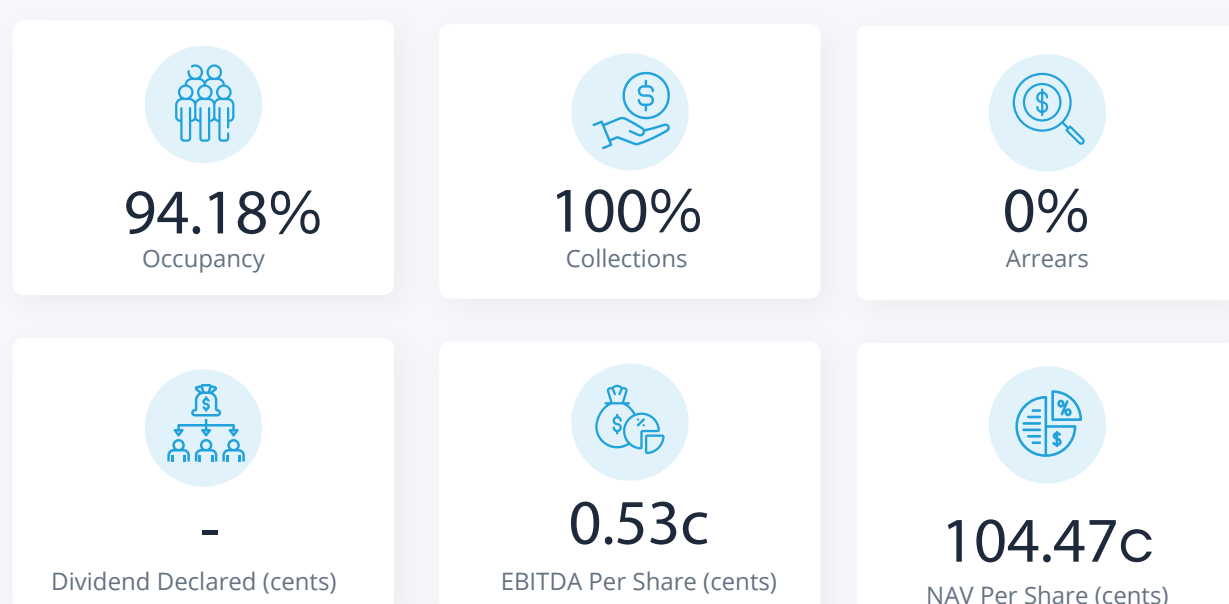 94.18%
Occupancy
100%
Collections
0%
Arrears
-
Dividend Declared (cents)
0.53c
EBITDA Per Share (cents)
104.47c
NAV Per Share (cents)